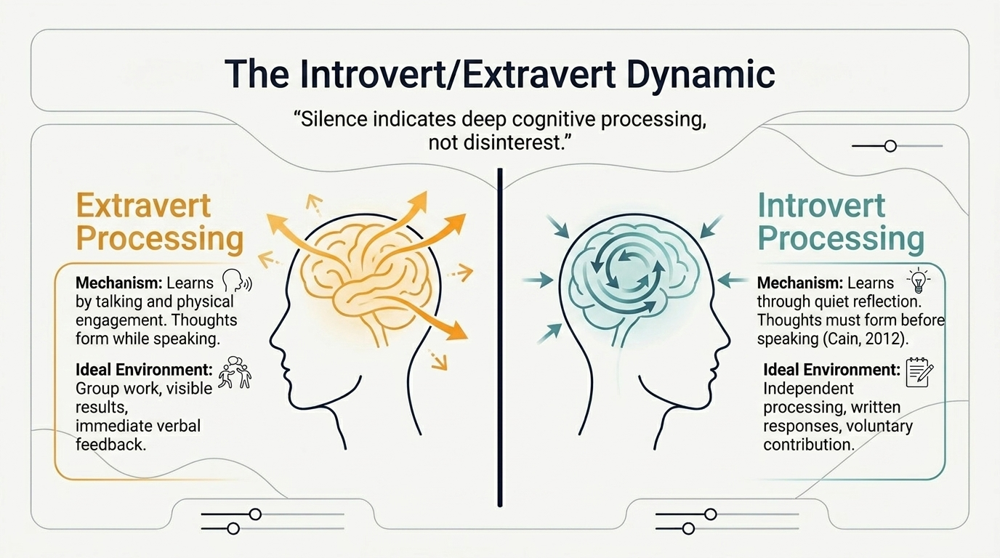 The Introvert/Extravert Dynamic
“Silence indicates deep cognitive processing,
not disinterest.”
Extravert
Processing
Mechanism: Learns
by talking and physical
engagement. Thoughts
form while speaking.
Ideal Environment:
Group work, visible
results,
immediate verbal
feedback.
Introvert
Processing
Mechanism: Learns
through quiet reflection.
Thoughts must form before
speaking (Cain, 2012).
Ideal Environment:
Independent
processing, written
responses, voluntary
contribution.